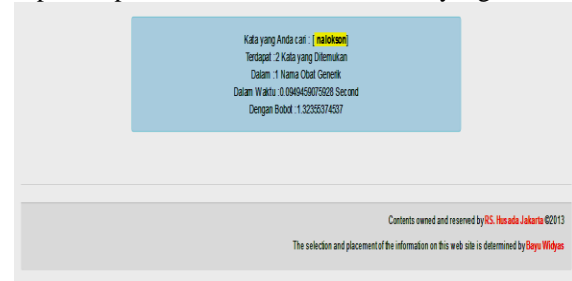 Kata yang Anda cari : [ nalokson]
Terdapat :2 Kata yang Ditemukan
Dalam :1 Nama Obat Generik
Dalam Waktu :0.0949459075928 Second
Dengan Bobot :1.32355374537
Contents owned and reserved by RS. Husada Jakarta ©2013
The selection and placement of the information on this web site is determined by Bayu Widyas